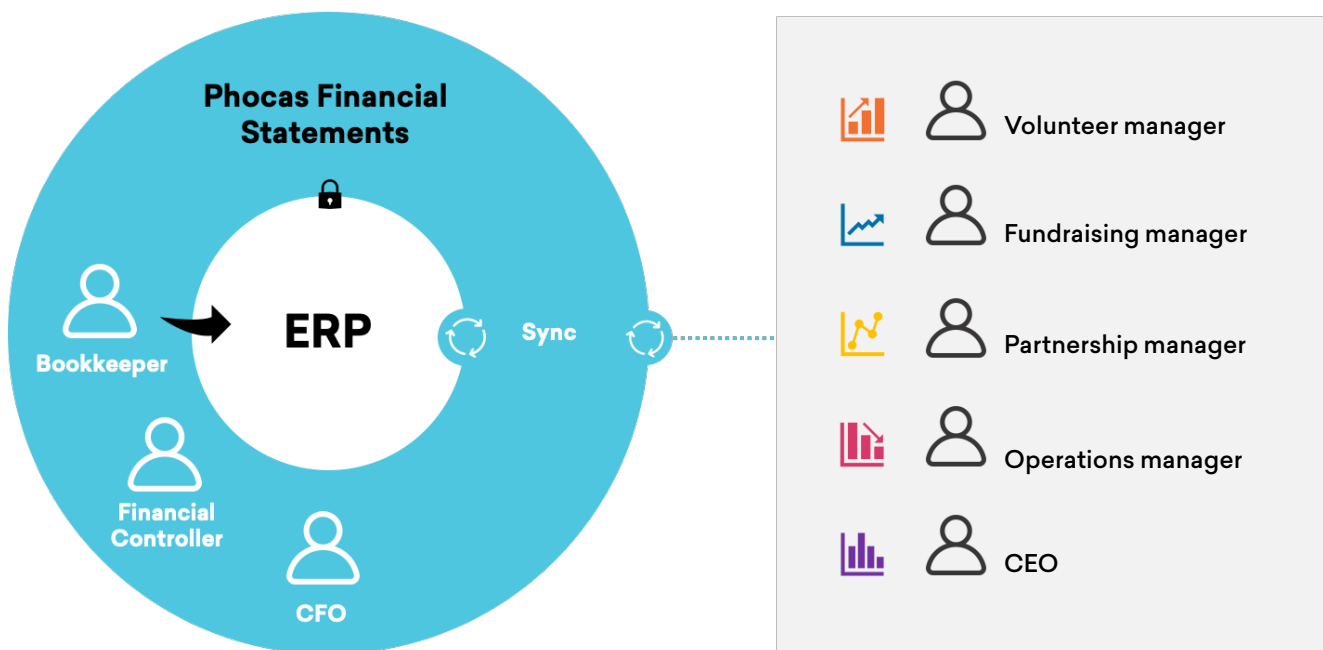 Phocas Financial
Statements
ERP
Sync
Bookkeeper
Financial
Controller
CFO
Volunteer manager
Fundraising manager
Partnership manager
Operations manager
CEO